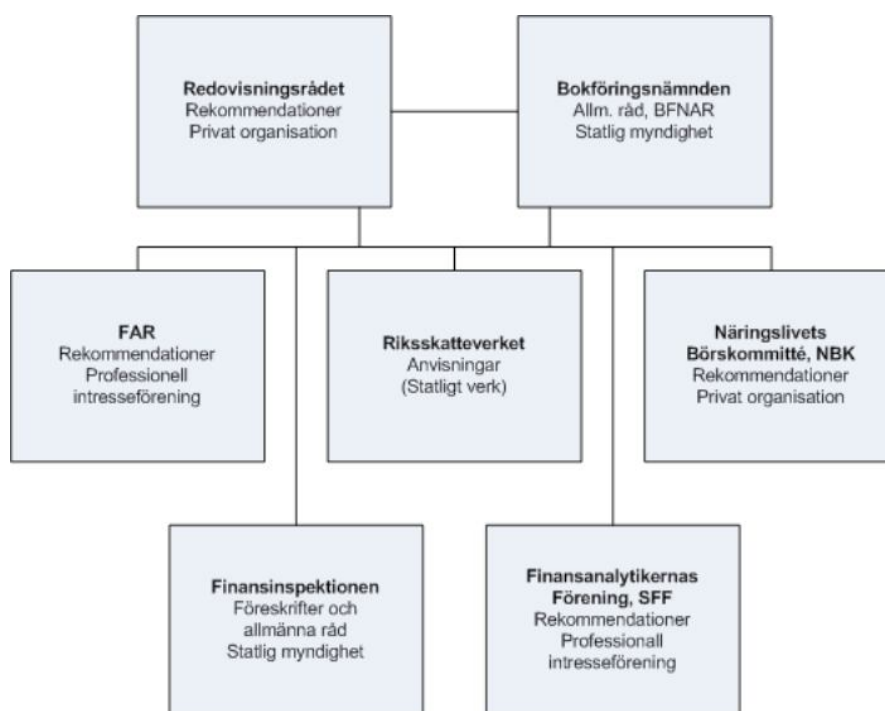 Redovisningsrådet
Rekommendationer
Privat organisation
Bokföringsnämnden
Allm. råd, BFNAR
Statlig myndighet
FAR
Rekommendationer
Professionell
intresseförening
Riksskatteverket
Anvisningar
(Statligt verk)
Näringslivets
Börskommitté, NBK
Rekommendationer
Privat organisation
Finansinspektionen
Föreskrifter och
allmänna råd
Statlig myndighet
Finansanalytikernas
Förening, SFF
Rekommendationer
Professionall
intresseförening